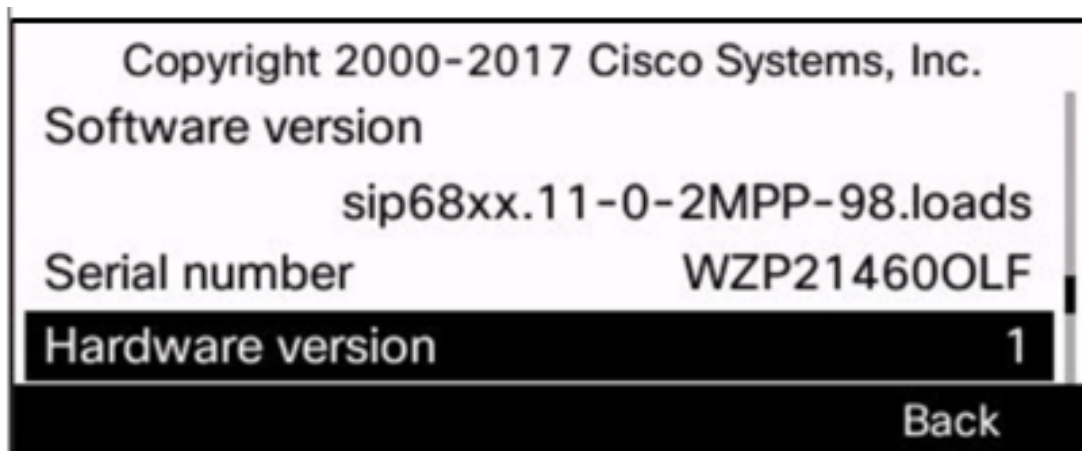 Copyright 2000-2017 Cisco Systems, Inc.
Software version
sip68xx.11-0-2MPP-98.loads
Serial number WZP21460OLF
Hardware version 1
Back